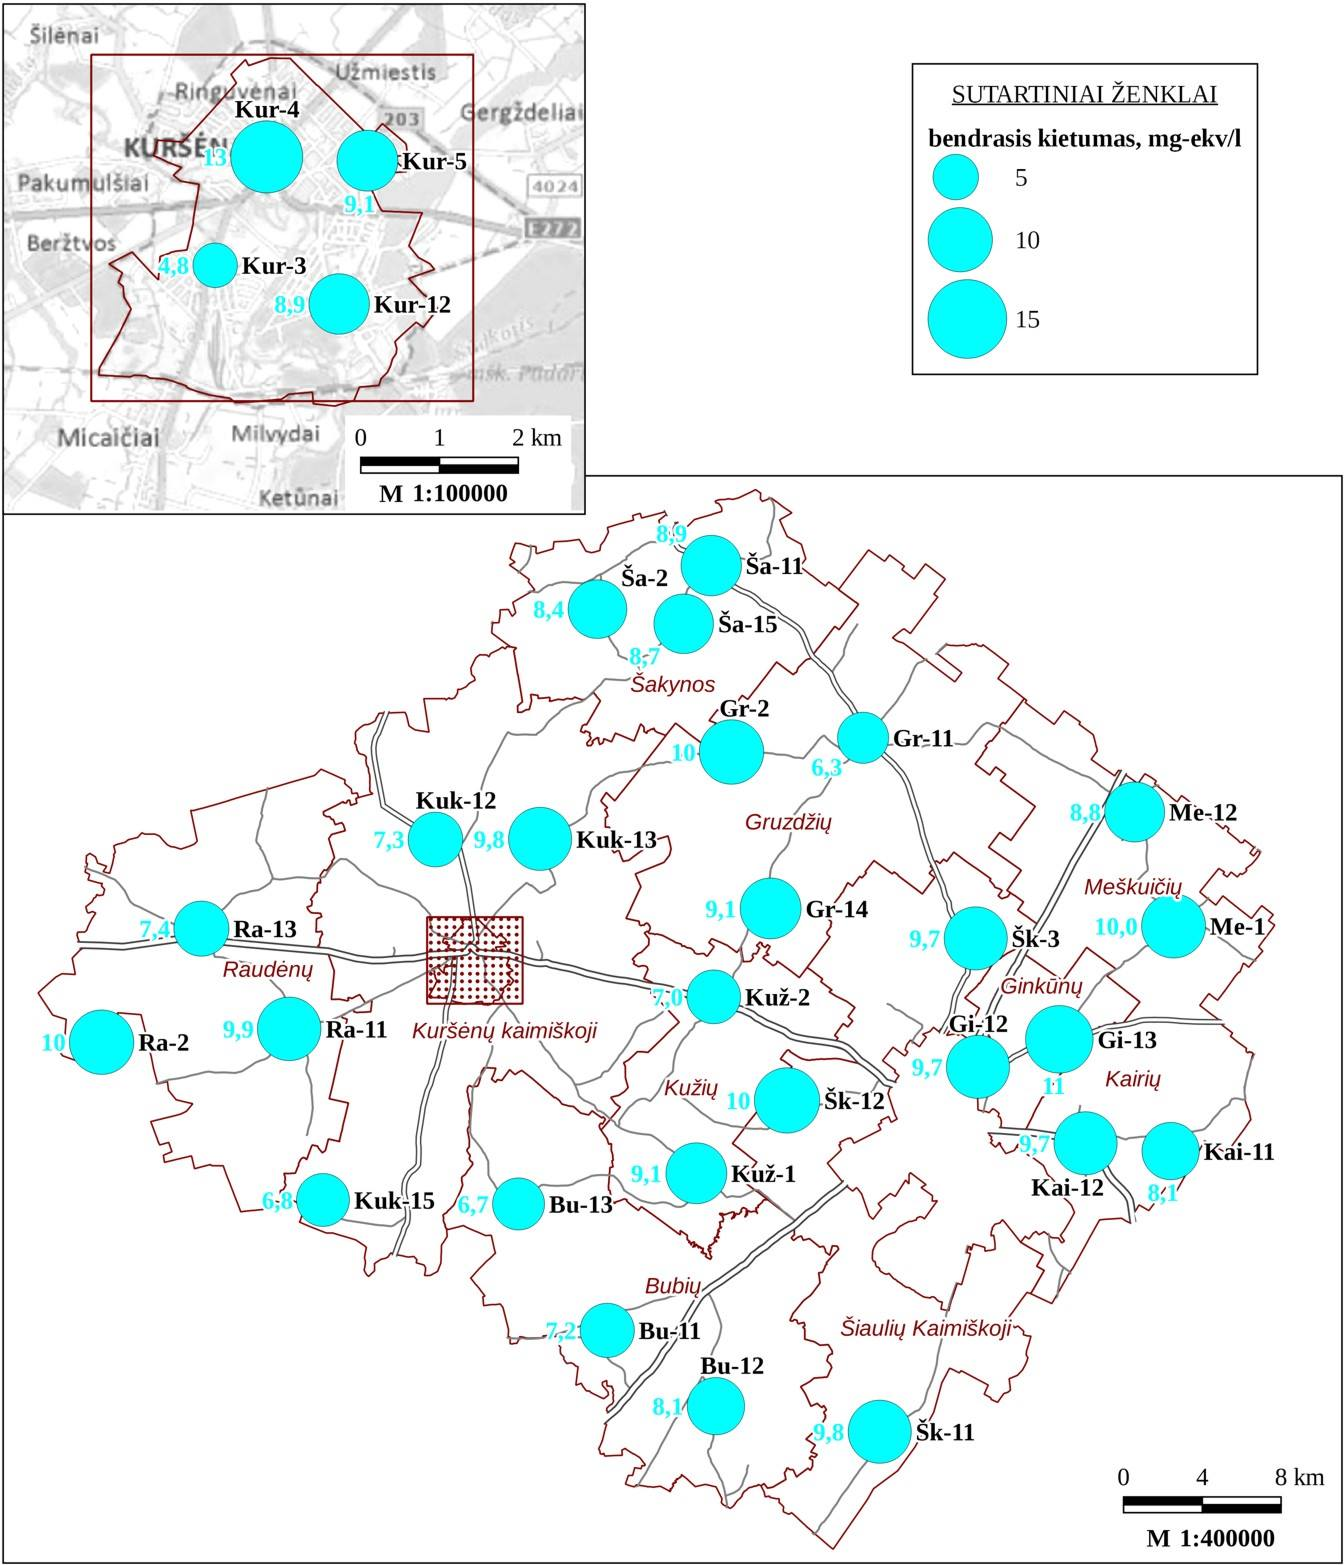 Šilėnai
Užmiestis
Ringuvėnai
Gergždeliai
Kur-4
203
KURŠĖN
13
Kur-5
Pakumulšiai
4024
9,1
E272
Beržtvos
4,8
Kur-3
8,9
Kur-12
mšk. Padari
Micaičiai
Milvydai
0 1 2 km
M 1:100000
Ketūnai
SUTARTINIAI ŽENKLAI
bendrasis kietumas, mg-ekv/l
5
10
15
8,9
Ša-11
Ša-2
8,4
Ša-15
8,7
Šakynos
Gr-2
10
Gr-11
6,3
Kuk-12
7,3
9,8
Kuk-13
Gruzdžių
8,8
Me-12
Meškuičių
9,1
Gr-14
10,0
Me-1
7,4
Ra-13
9,7
Šk-3
Raudėnų
Ginkūnų
7,0
Kuž-2
Gi-12
Kuršėnų kaimiškoji
9,9
Ra-11
10
Ra-2
Gi-13
9,7
11
Kairių
Kužių
10
Šk-12
9,7
Kai-11
9,1
Kuž-1
Kai-12
8,1
6,8
Kuk-15
6,7
Bu-13
Bubių
7,2
Bu-11
Šiaulių Kaimiškoji
Bu-12
8,1
9,8
Šk-11
0 4 8 km
M 1:400000